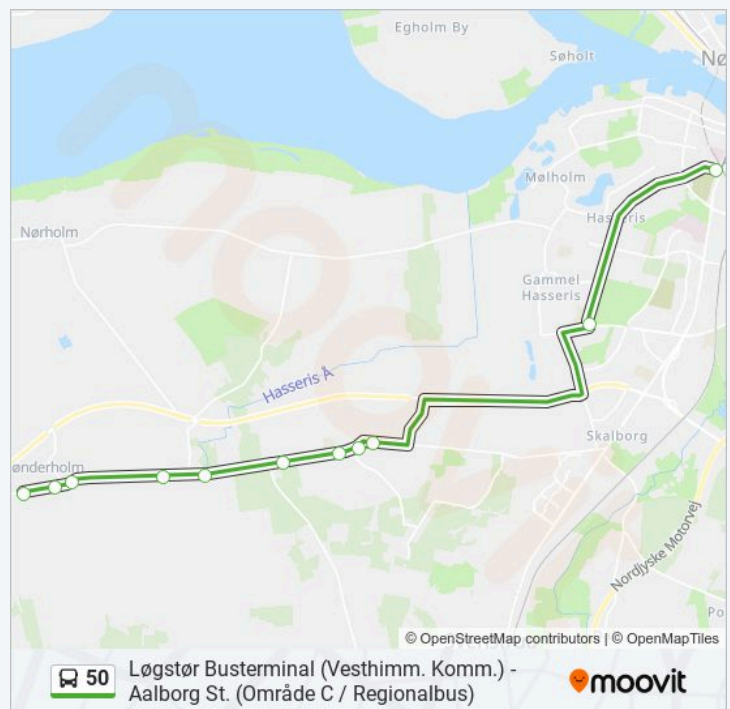 Egholm By
Søholt
Nø
Mølholm
Hasseris
Nørholm
Gammel
Hasseris
Hasseris Å
Skalborg
ønderholm
Nordjyske Motorvej
Po
© OpenStreetMap contributors | © OpenMapTiles
50
Løgstør Busterminal (Vesthimm. Komm.) -
Aalborg St. (Område C / Regionalbus)
moovit